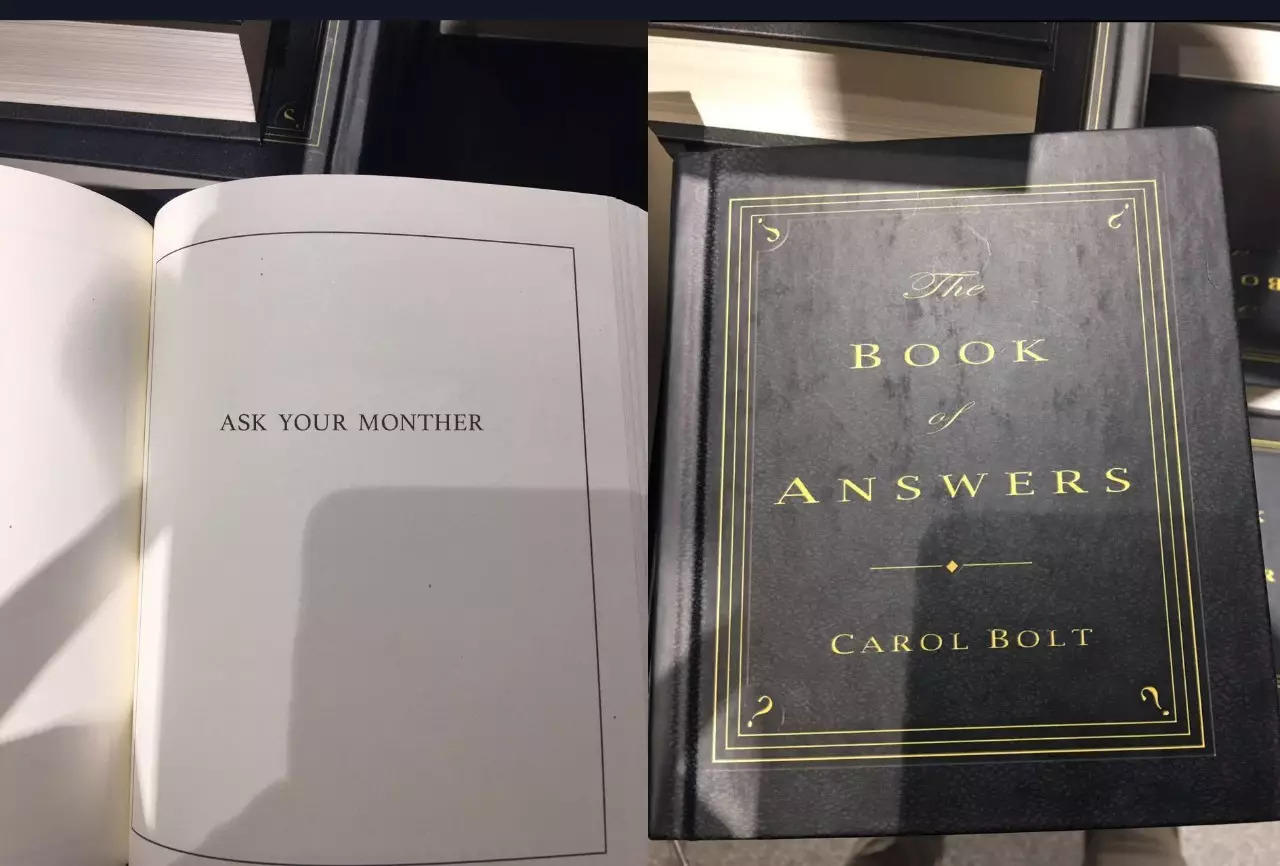 ASK YOUR MONTHER
The
BOOK
of
ANSWERS
CAROL BOLT